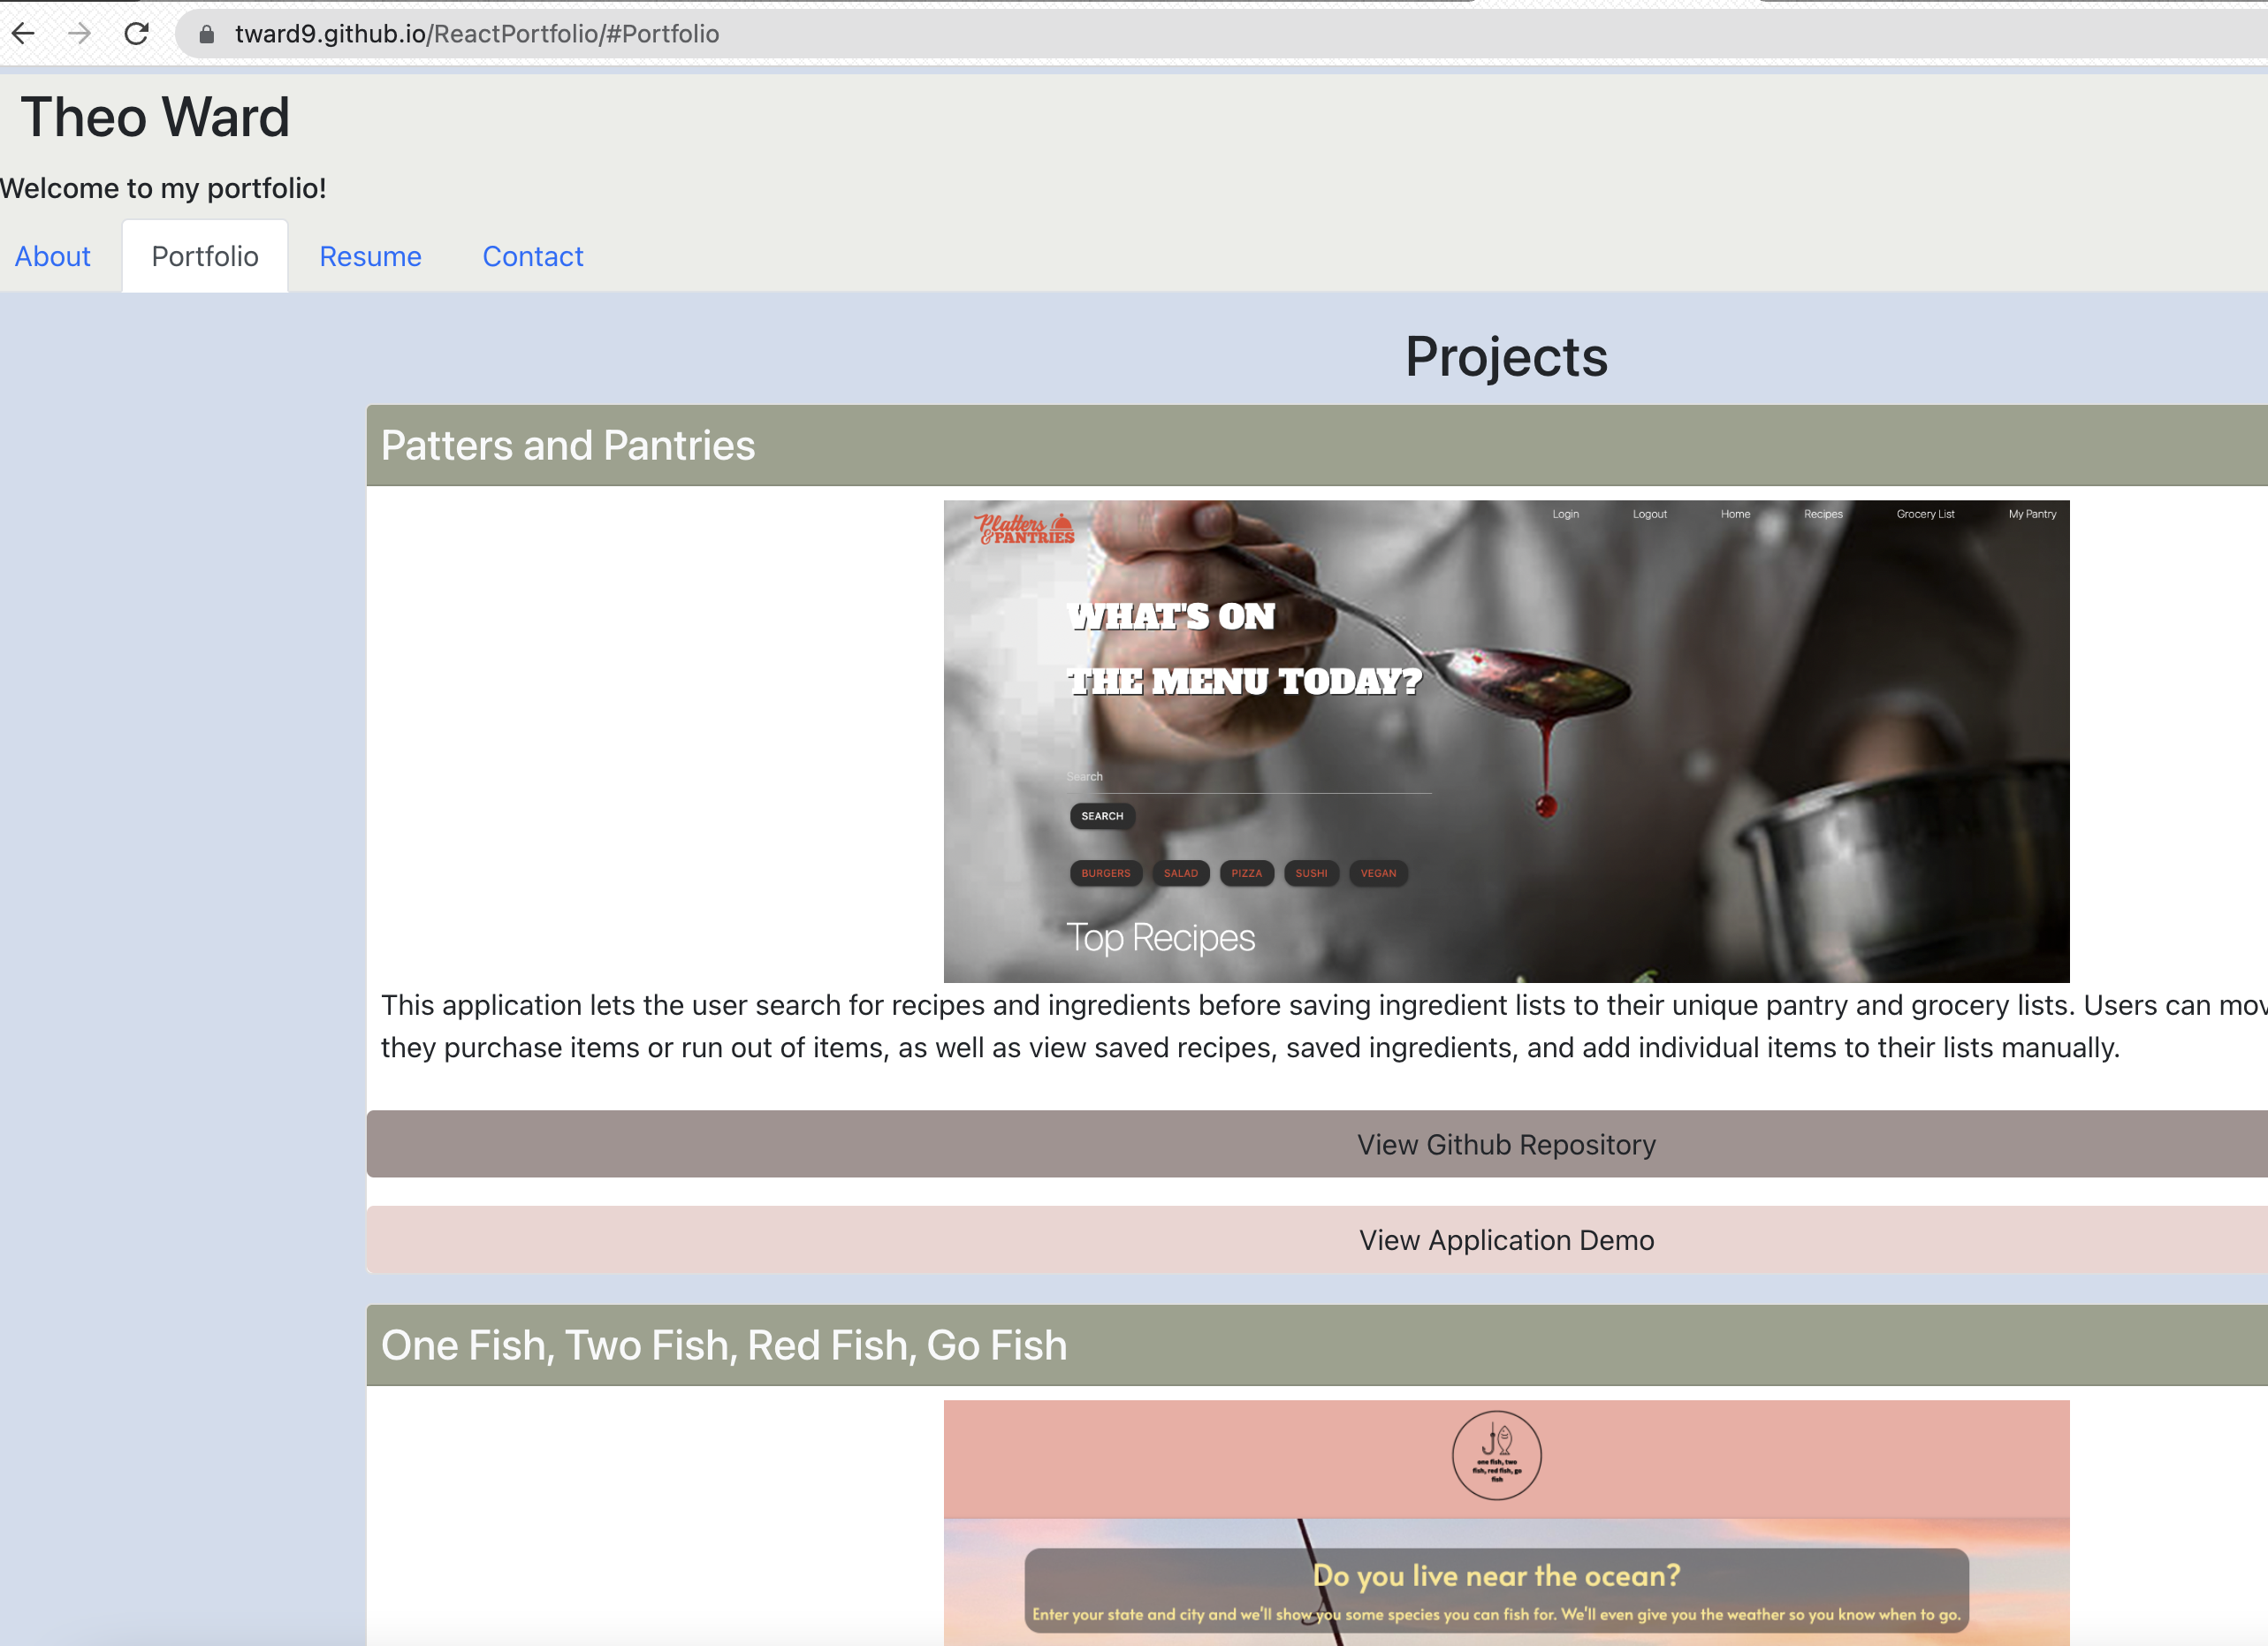 tward9.github.io/ReactPortfolio/#Portfolio
Theo Ward
Welcome to my portfolio!
About Portfolio Resume Contact
Projects
Patters and Pantries
Platters
& PANTRIES
Login Logout Home Recipes Grocery List My Pantry
WHAT'S ON
THE MENU TODAY?
Search
SEARCH
BURGERS SALAD PIZZA SUSHI VEGAN
Top Recipes
This application lets the user search for recipes and ingredients before saving ingredient lists to their unique pantry and grocery lists. Users can mov
they purchase items or run out of items, as well as view saved recipes, saved ingredients, and add individual items to their lists manually.
View Github Repository
View Application Demo
One Fish, Two Fish, Red Fish, Go Fish
one fish, two
fish, red fish, go
fish
Do you live near the ocean?
Enter your state and city and we'll show you some species you can fish for. We'll even give you the weather so you know when to go.